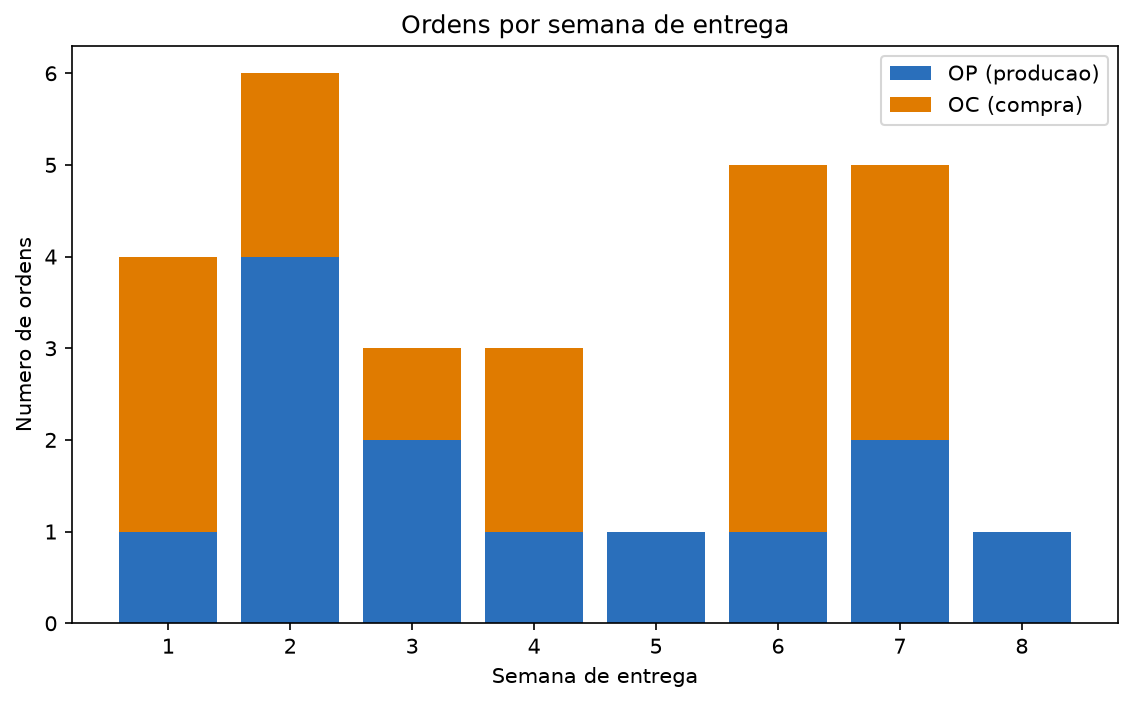 Ordens por semana de entrega
OP (producao)
OC (compra)
Numero de ordens
6
5
4
3
2
1
0
1 2 3 4 5 6 7 8
Semana de entrega